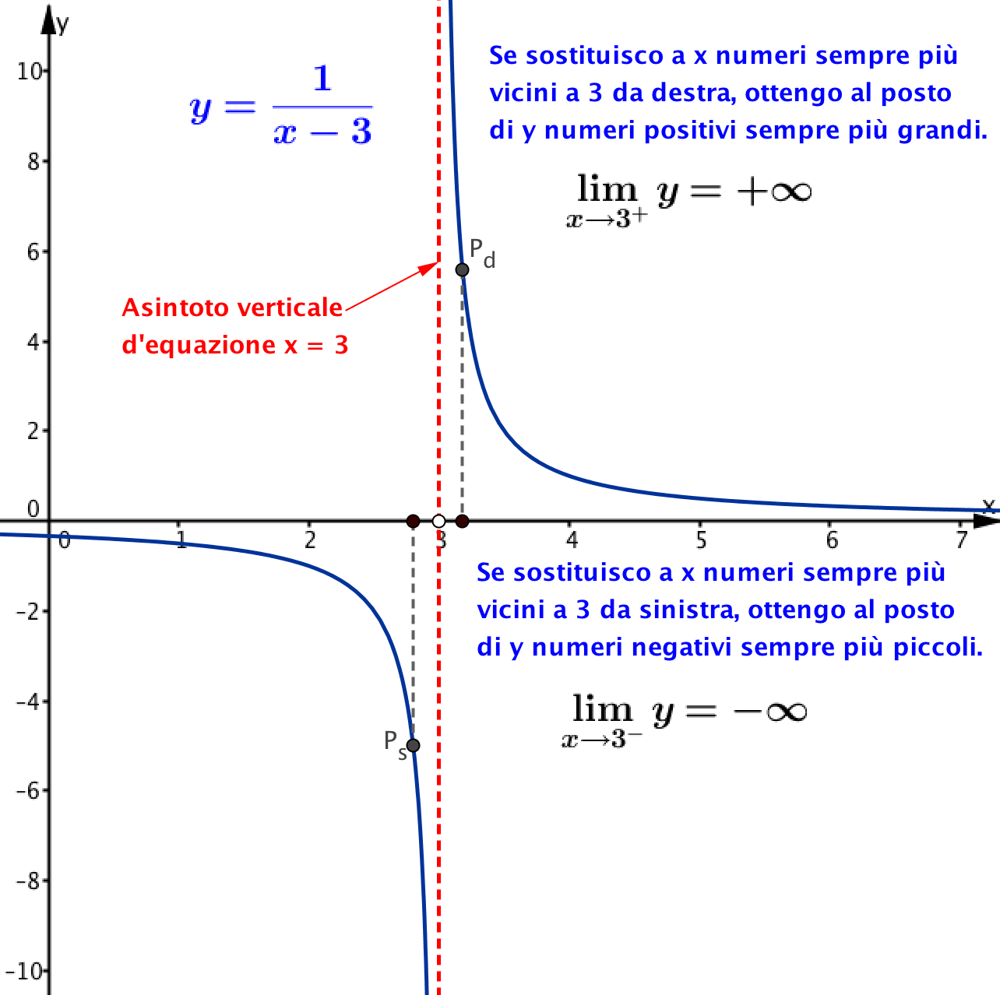 y
10
8
6
4
2
0
-2
-4
-6
-8
-10
0 1 2 3 4 5 6 7
x
y = 1 / (x − 3)
Se sostituisco a x numeri sempre più
vicini a 3 da destra, ottengo al posto
di y numeri positivi sempre più grandi.
lim y = +∞
x→3⁺
P_d
Asintoto verticale
d'equazione x = 3
Se sostituisco a x numeri sempre più
vicini a 3 da sinistra, ottengo al posto
di y numeri negativi sempre più piccoli.
lim y = −∞
x→3⁻
P_s